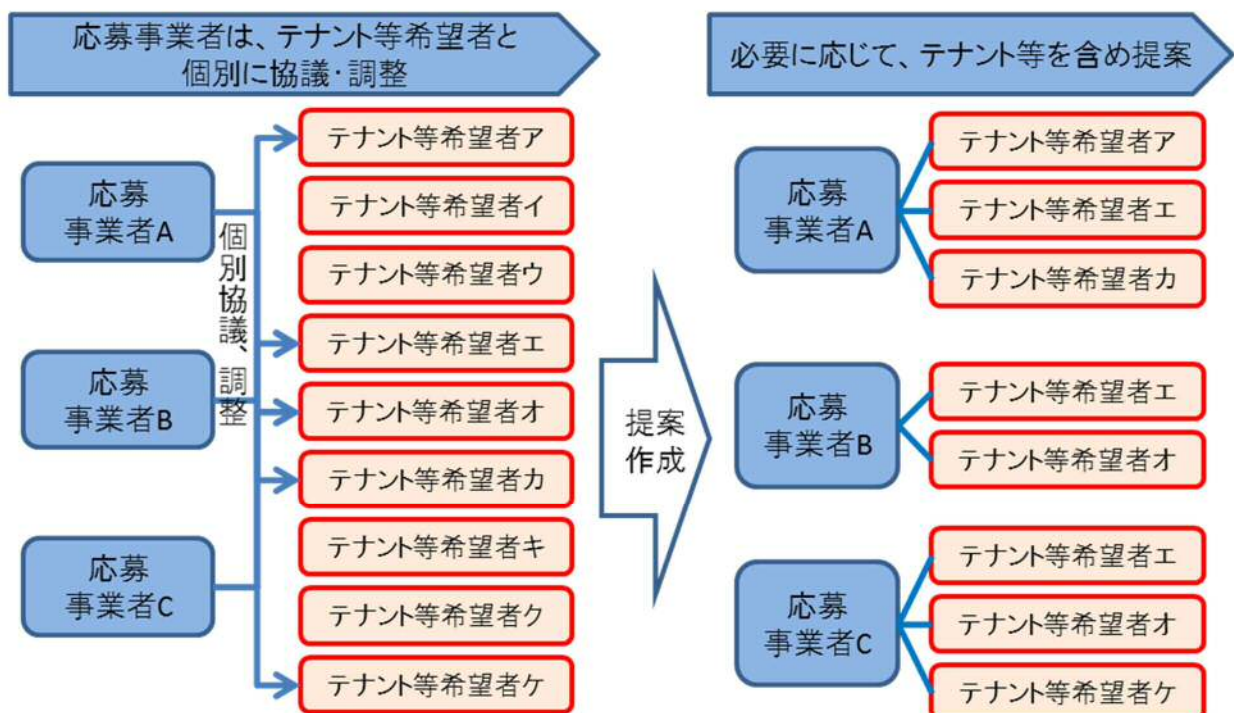 応募事業者は、テナント等希望者と
個別に協議・調整
応募
事業者A
応募
事業者B
応募
事業者C
個別協議、調整
テナント等希望者ア
テナント等希望者イ
テナント等希望者ウ
テナント等希望者エ
テナント等希望者オ
テナント等希望者カ
テナント等希望者キ
テナント等希望者ク
テナント等希望者ケ
提案
作成
必要に応じて、テナント等を含め提案
応募
事業者A
テナント等希望者ア
テナント等希望者エ
テナント等希望者カ
応募
事業者B
テナント等希望者エ
テナント等希望者オ
応募
事業者C
テナント等希望者エ
テナント等希望者オ
テナント等希望者ケ